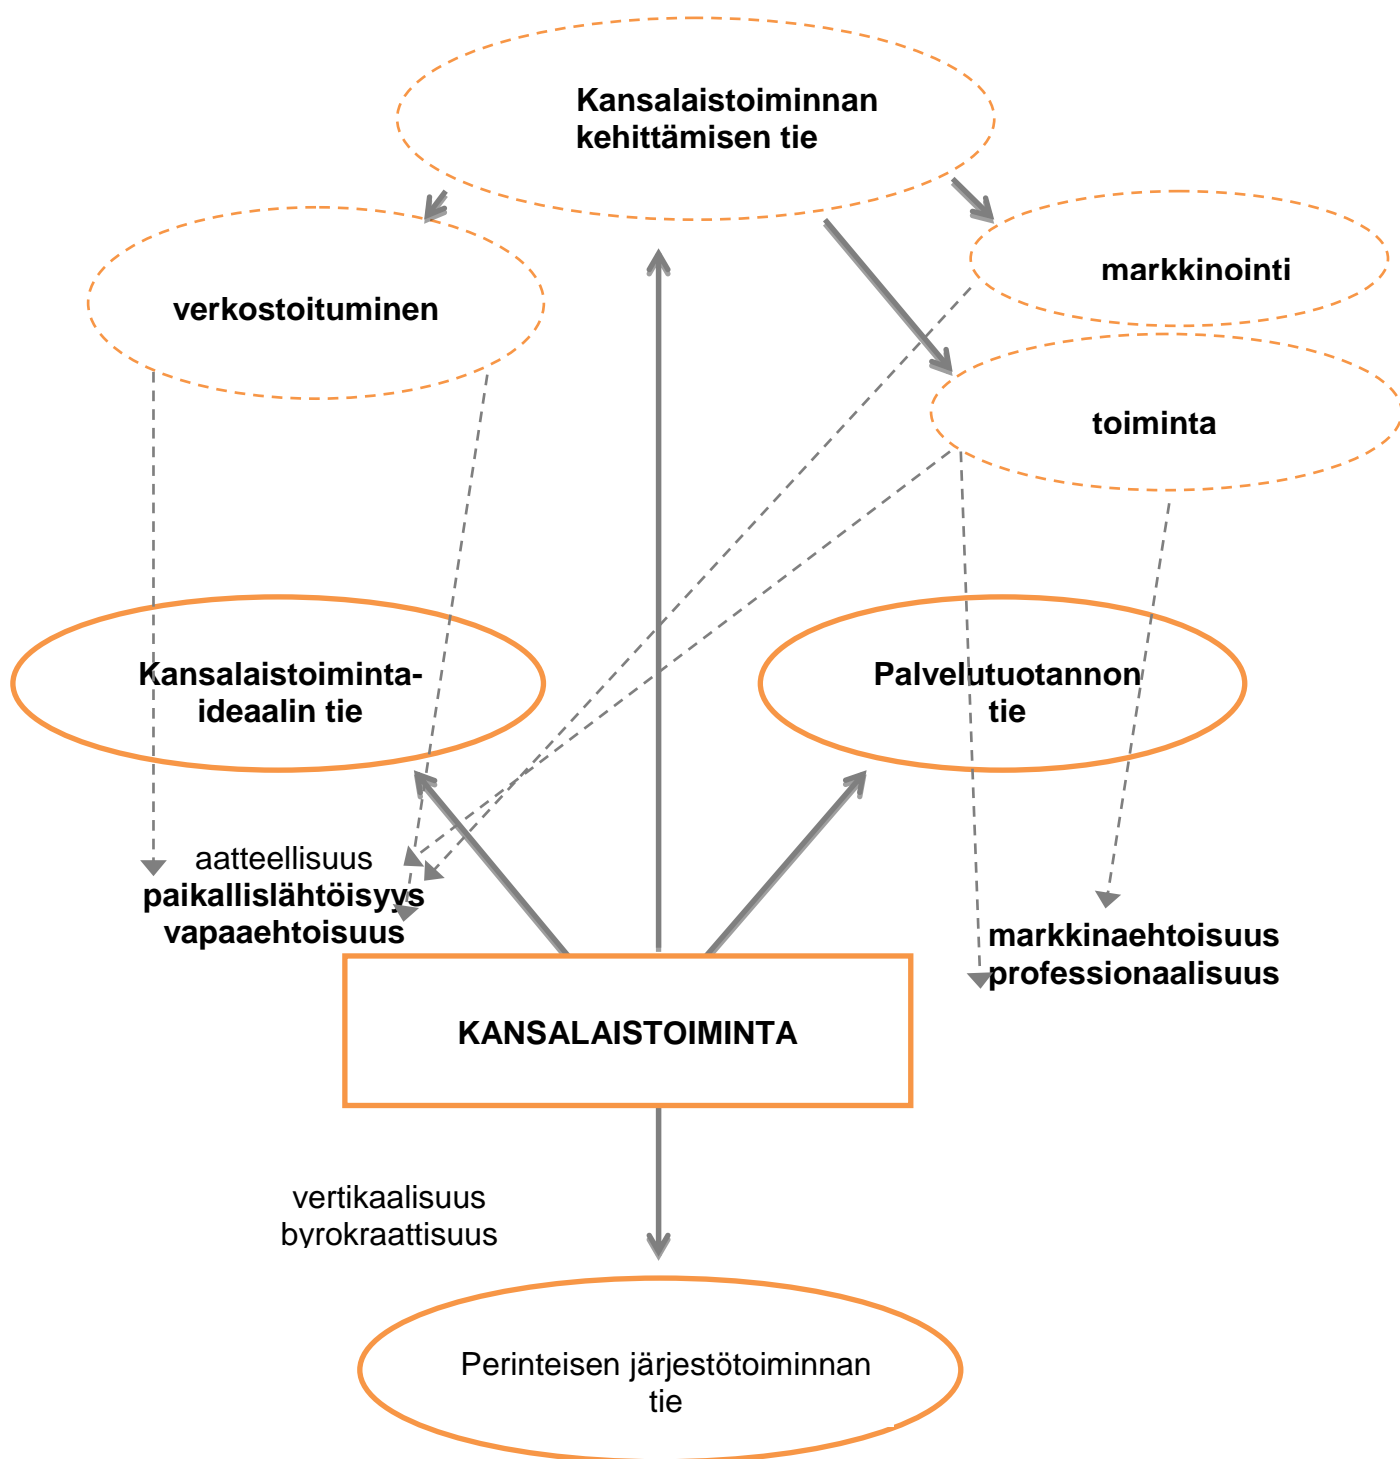 Kansalaistoiminnan
kehittämisen tie
markkinointi
verkostoituminen
toiminta
Kansalaistoiminta-
ideaalin tie
Palvelutuotannon
tie
aatteellisuus
paikallislähtöisyys
vapaaehtoisuus
markkinaehtoisuus
professionaalisuus
KANSALAISTOIMINTA
vertikaalisuus
byrokraattisuus
Perinteisen järjestötoiminnan
tie